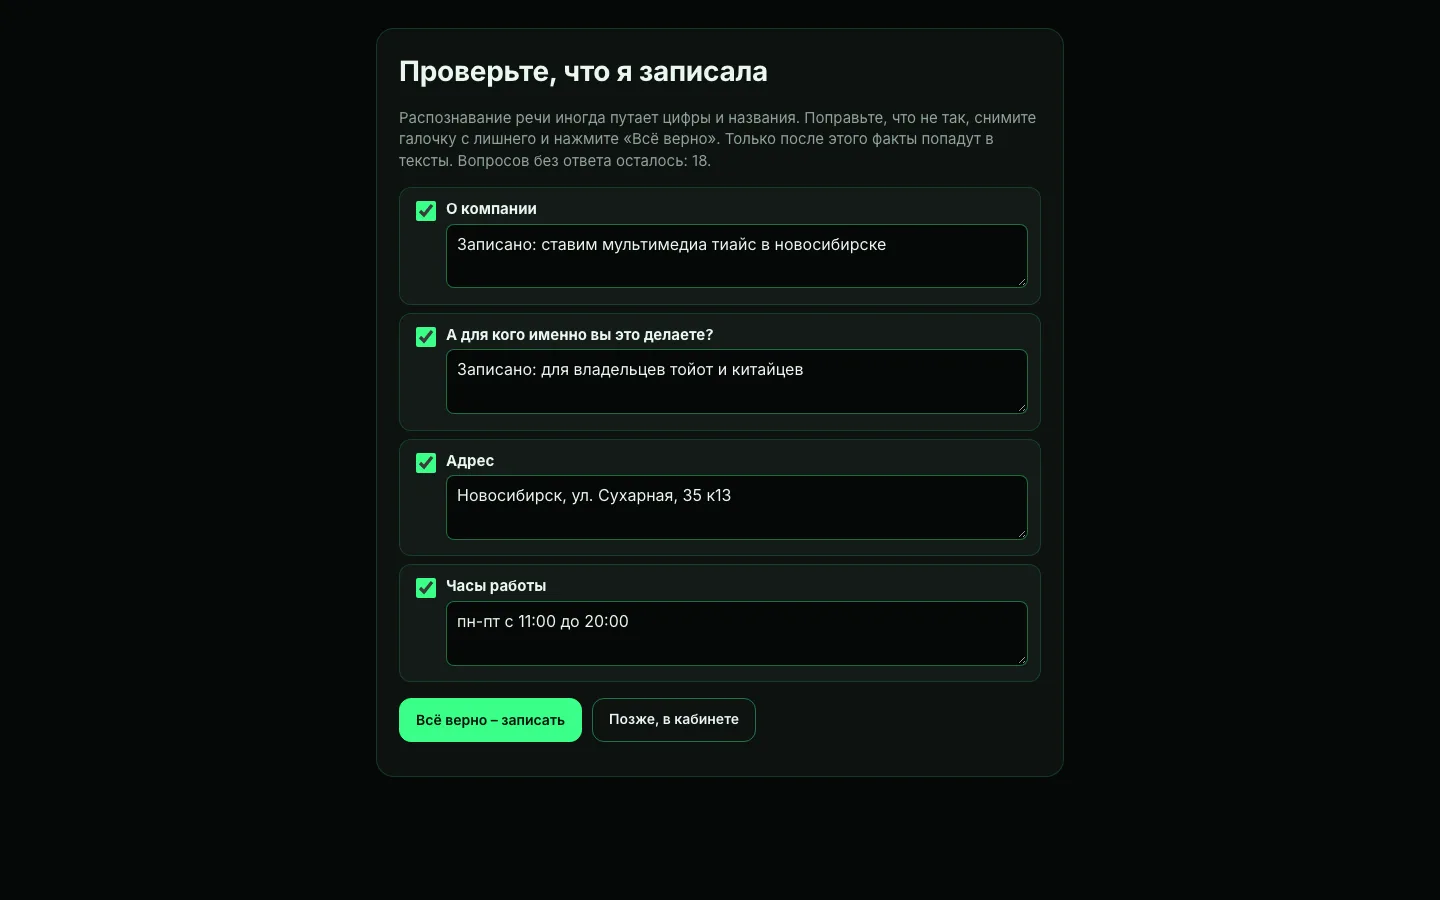 Проверьте, что я записала
Распознавание речи иногда путает цифры и названия. Поправьте, что не так, снимите
галочку с лишнего и нажмите «Всё верно». Только после этого факты попадут в
тексты. Вопросов без ответа осталось: 18.
О компании
Записано: ставим мультимедиа тиайс в новосибирске
А для кого именно вы это делаете?
Записано: для владельцев тойот и китайцев
Адрес
Новосибирск, ул. Сухарная, 35 к13
Часы работы
пн-пт с 11:00 до 20:00
Всё верно – записать
Позже, в кабинете